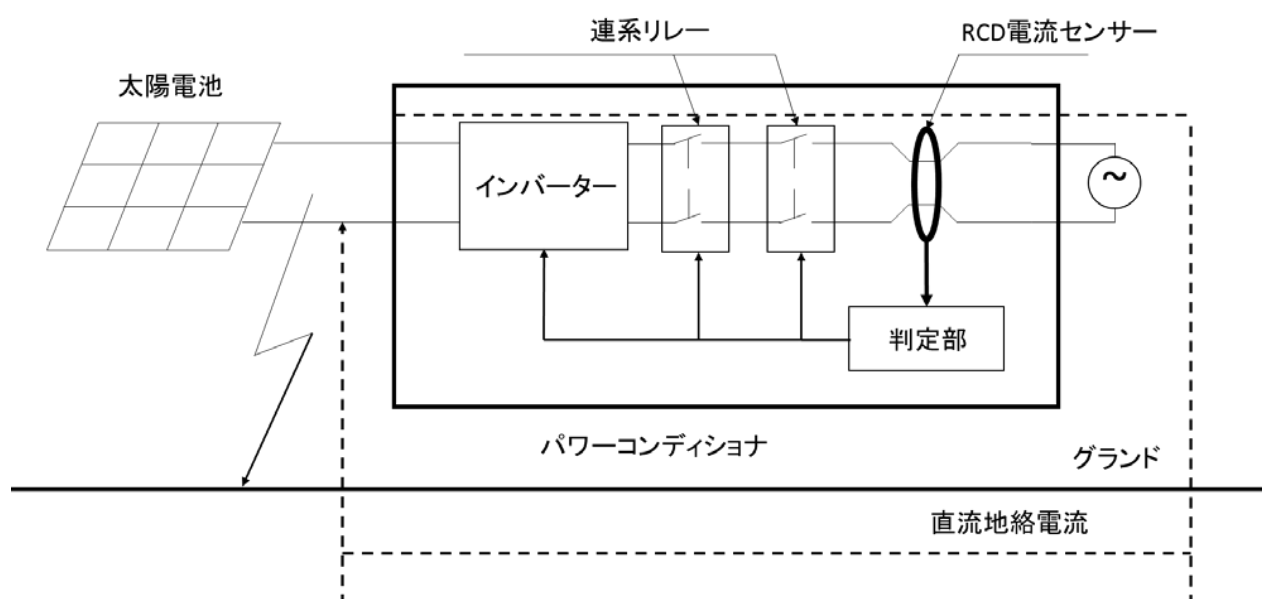 連系リレー
RCD電流センサー
太陽電池
インバーター
~
判定部
パワーコンディショナ
グランド
直流地絡電流